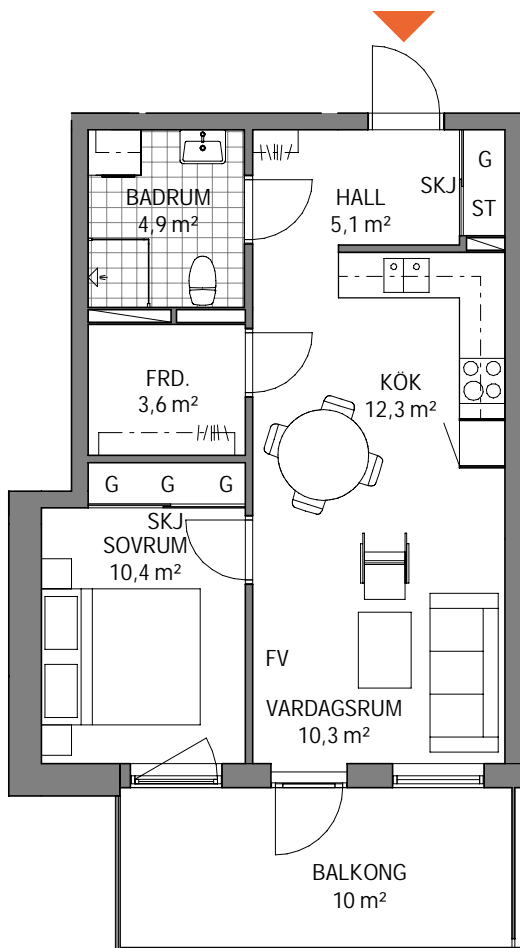 BADRUM
4,9 m²
HALL
5,1 m²
SKJ
G
ST
FRD.
3,6 m²
KÖK
12,3 m²
G G G
SKJ
SOVRUM
10,4 m²
FV
VARDAGSRUM
10,3 m²
BALKONG
10 m²